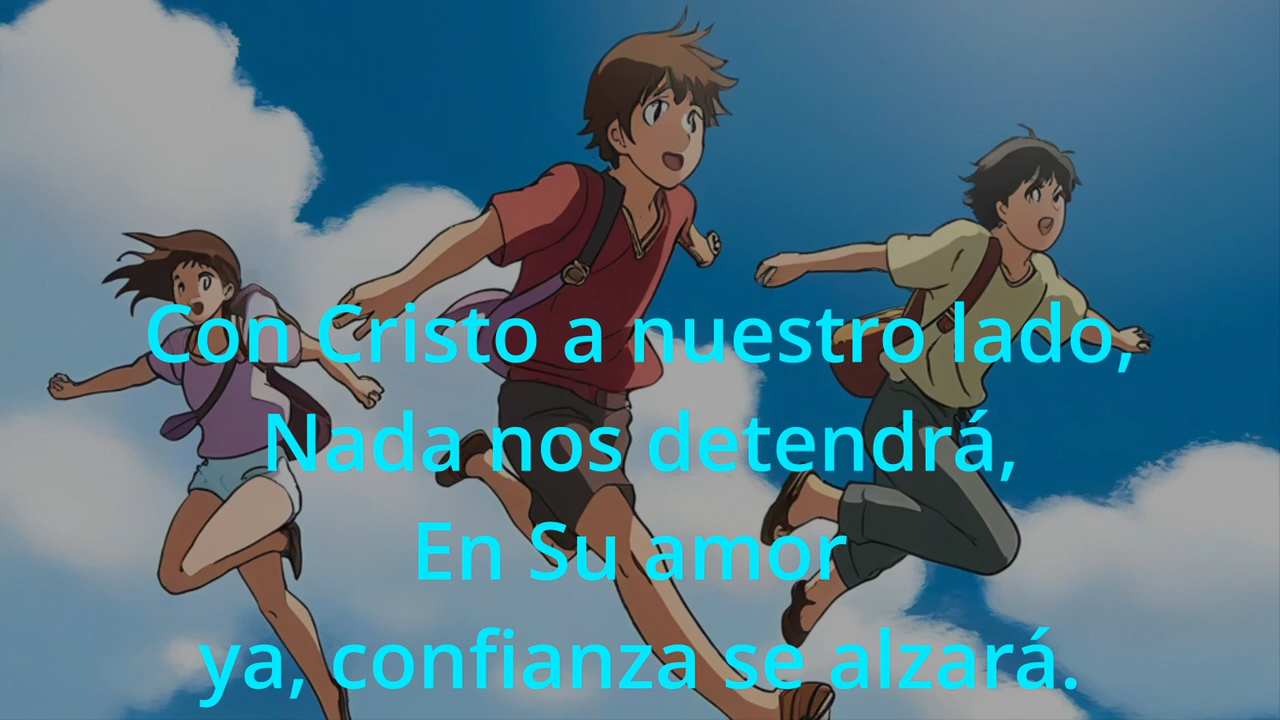 Con Cristo a nuestro lado,
Nada nos detendrá,
En Su amor
ya, confianza se alzará.